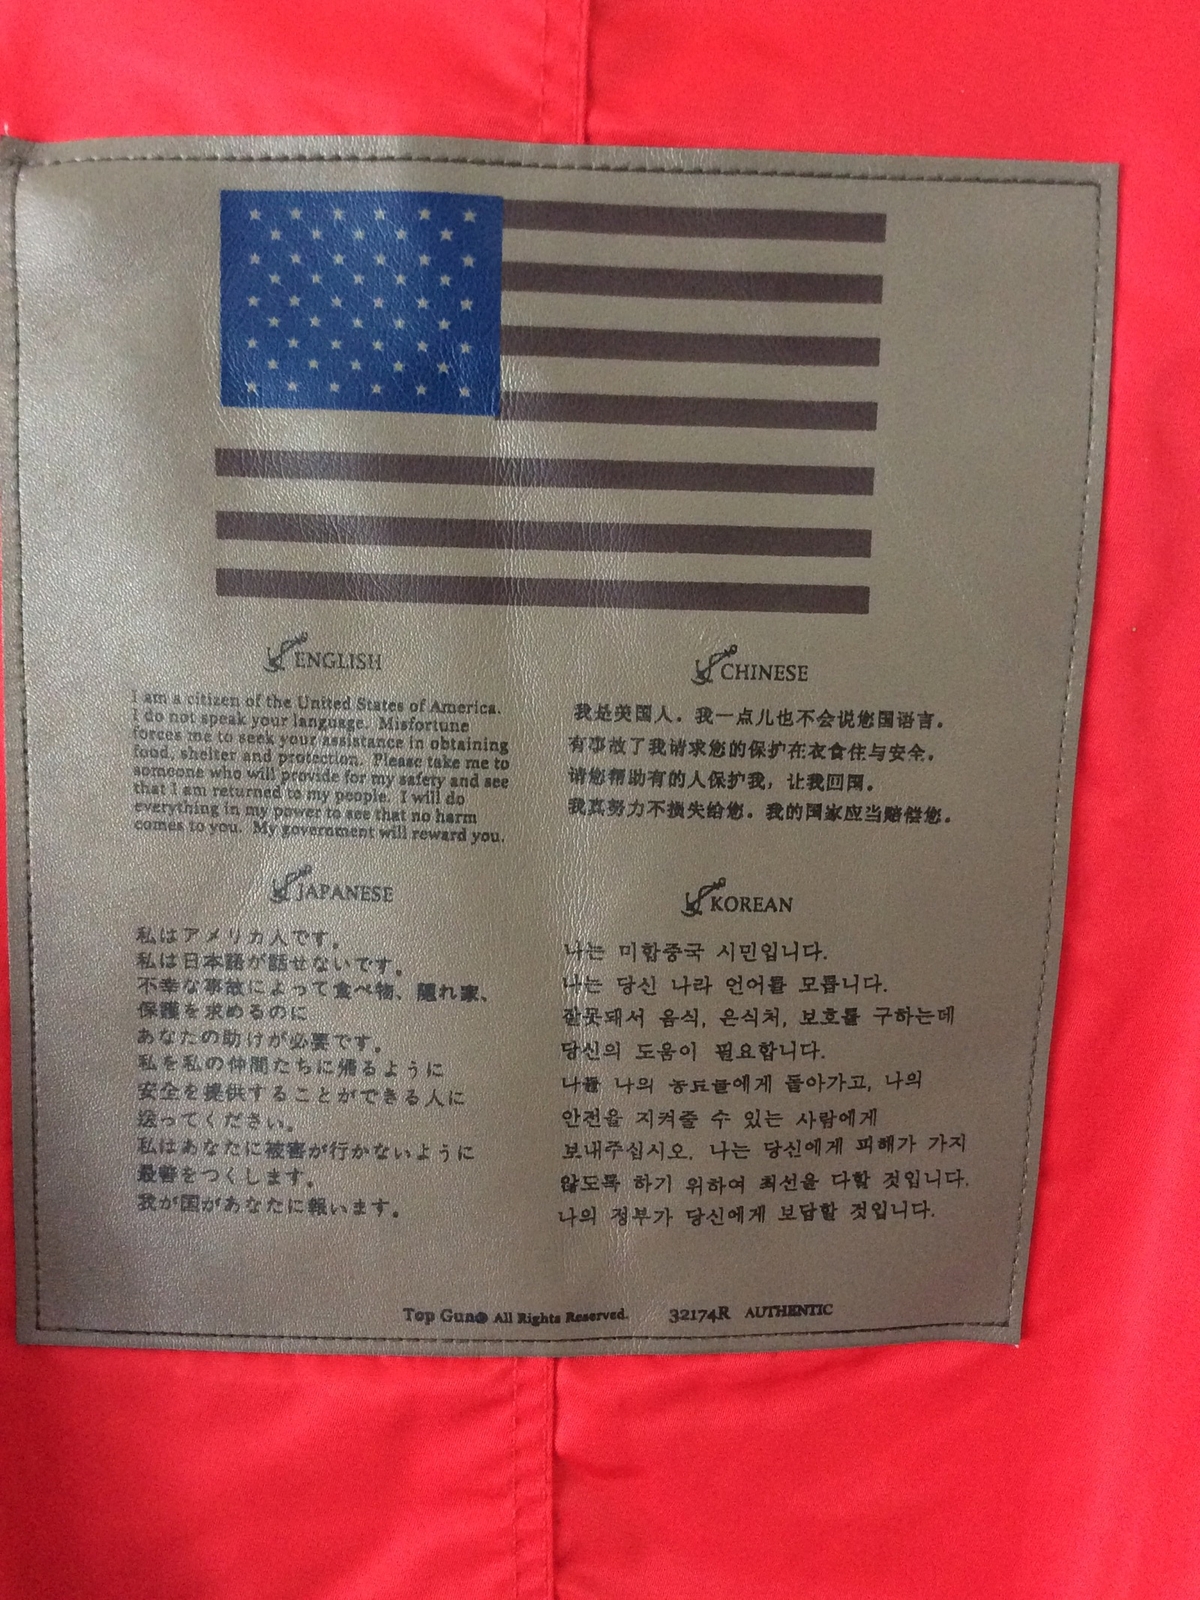 ENGLISH
I am a citizen of the United States of America.
I do not speak your language. Misfortune
forces me to seek your assistance in obtaining
food, shelter and protection. Please take me to
someone who will provide for my safety and see
that I am returned to my people. I will do
everything in my power to see that no harm
comes to you. My government will reward you.
CHINESE
我是美国人. 我一点儿也不会说您国语言.
有事故了我请求您的保护在衣食住与安全.
请您帮助有的人保护我, 让我回国.
我真努力不损失给您. 我的国家应当赔偿您.
JAPANESE
私はアメリカ人です。
私は日本語が話せないです。
不幸な事故によって食べ物、隠れ家、
保護を求めるのに
あなたの助けが必要です。
私を私の仲間たちに帰るように
安全を提供することができる人に
送ってください。
私はあなたに被害が行かないように
最善をつくします。
我が国があなたに報います。
KOREAN
나는 미합중국 시민입니다.
나는 당신 나라 언어를 모릅니다.
잘못돼서 음식, 은식처, 보호를 구하는데
당신의 도움이 필요합니다.
나를 나의 동료들에게 돌아가고, 나의
안전을 지켜줄 수 있는 사람에게
보내주십시오. 나는 당신에게 피해가 가지
않도록 하기 위하여 최선을 다할 것입니다.
나의 정부가 당신에게 보답할 것입니다.
Top Gun® All Rights Reserved. 32174R AUTHENTIC